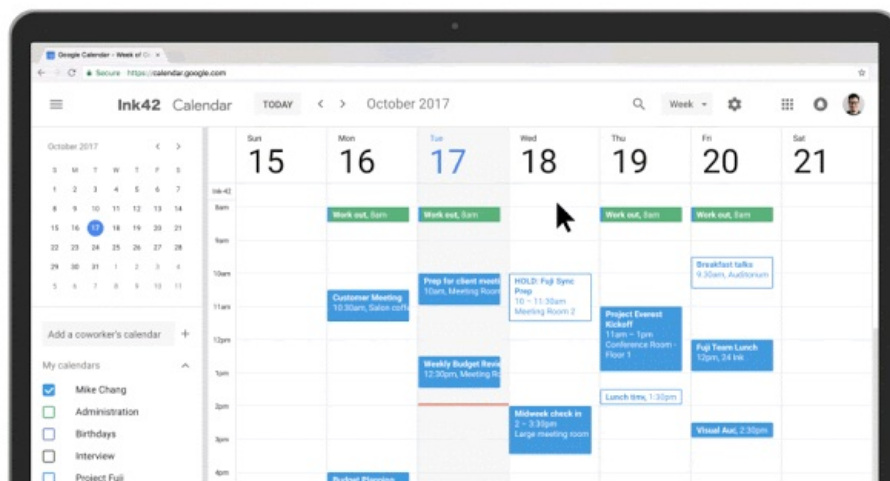 Google Calendar - Week of O
Secure https://calendar.google.com
Ink42 Calendar TODAY October 2017 Week
October 2017
S M T W T F S
1 2 3 4 5 6 7
8 9 10 11 12 13 14
15 16 17 18 19 20 21
22 23 24 25 26 27 28
29 30 31 1 2 3 4
5 6 7 8 9 10 11
Add a coworker's calendar +
My calendars
Mike Chang
Administration
Birthdays
Interview
Project Fuji
Sun Mon Tue Wed Thu Fri Sat
15 16 17 18 19 20 21
Ink-42
8am
9am
10am
11am
12pm
1pm
2pm
3pm
4pm
Work out, 8am
Customer Meeting
10:30am, Salon coff
Budget Planning
Work out, 8am
Prep for client meeti
10am, Meeting Room
Weekly Budget Revie
12:30pm, Meeting Ro
HOLD: Fuji Sync
Prep
10 – 11:30am
Meeting Room 2
Midweek check in
2 – 3:30pm
Large meeting room
Work out, 8am
Project Everest
Kickoff
11am – 1pm
Conference Room -
Floor 1
Lunch time, 1:30pm
Work out, 8am
Breakfast talks
9:30am, Auditorium
Fuji Team Lunch
12pm, 24 Ink
Visual Auc, 2:30pm